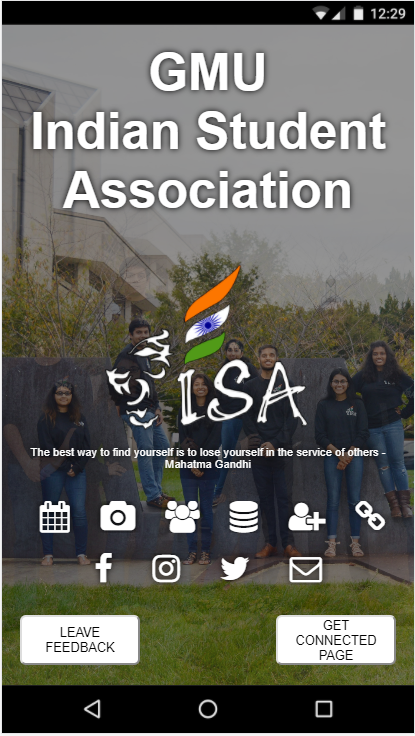 12:29
GMU
Indian Student
Association
ISA
The best way to find yourself is to lose yourself in the service of others -
Mahatma Gandhi
LEAVE
FEEDBACK
GET
CONNECTED
PAGE